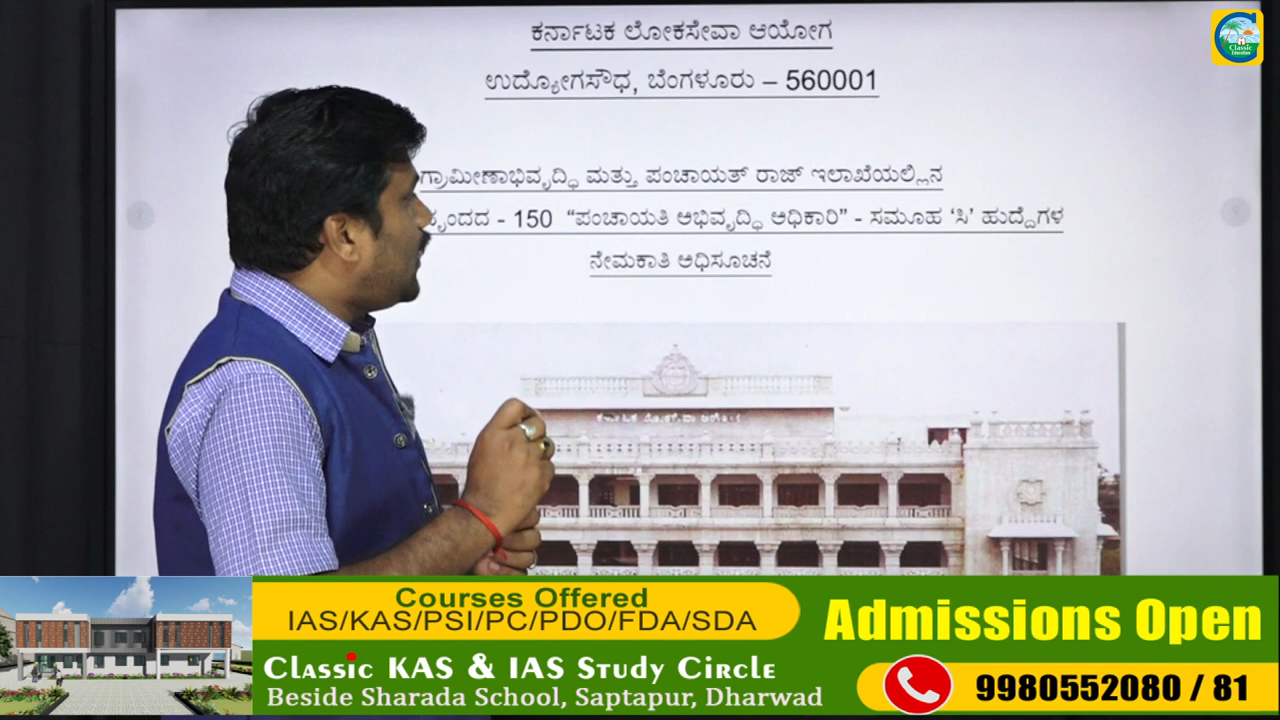 ಕರ್ನಾಟಕ ಲೋಕಸೇವಾ ಆಯೋಗ
ಉದ್ಯೋಗಸೌಧ, ಬೆಂಗಳೂರು – 560001
ಗ್ರಾಮೀಣಾಭಿವೃದ್ಧಿ ಮತ್ತು ಪಂಚಾಯತ್ ರಾಜ್ ಇಲಾಖೆಯಲ್ಲಿನ
- 150 “ಪಂಚಾಯತಿ ಅಭಿವೃದ್ಧಿ ಅಧಿಕಾರಿ” - ಸಮೂಹ ‘ಸಿ’ ಹುದ್ದೆಗಳ
ನೇಮಕಾತಿ ಅಧಿಸೂಚನೆ
Classic
Education
Courses Offered
IAS/KAS/PSI/PC/PDO/FDA/SDA
Classic KAS & IAS Study Circle
Beside Sharada School, Saptapur, Dharwad
Admissions Open
9980552080 / 81